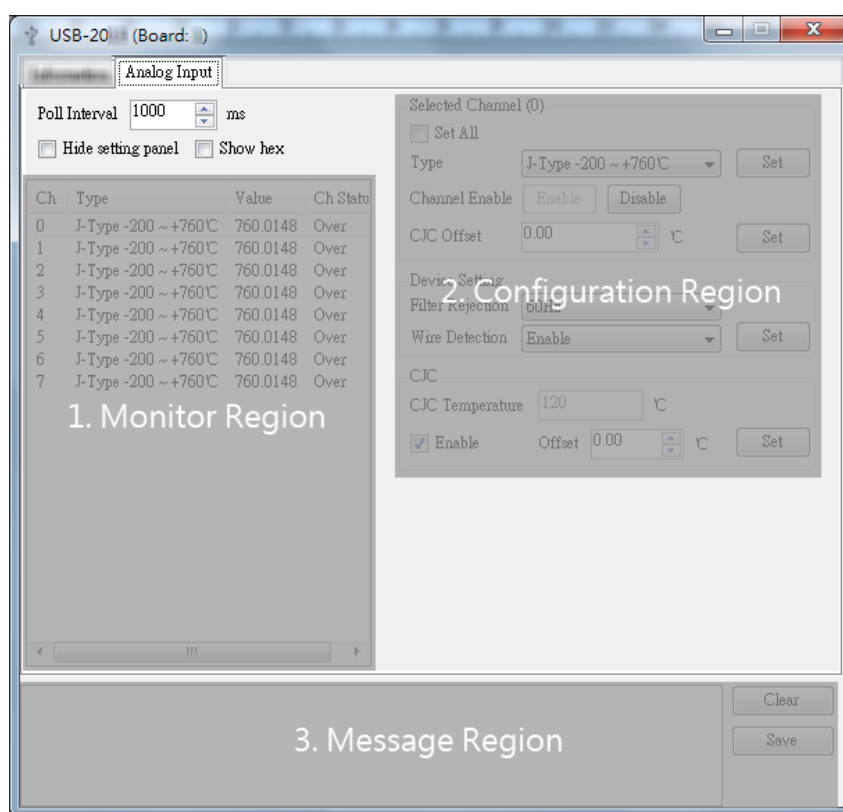 (Board: )
Analog Input
Poll Interval 1000 ms
Hide setting panel Show hex
Ch Type Value Ch Statu
0 J-Type -200 ~ +760℃ 760.0148 Over
1 J-Type -200 ~ +760℃ 760.0148 Over
2 J-Type -200 ~ +760℃ 760.0148 Over
3 J-Type -200 ~ +760℃ 760.0148 Over
4 J-Type -200 ~ +760℃ 760.0148 Over
5 J-Type -200 ~ +760℃ 760.0148 Over
6 J-Type -200 ~ +760℃ 760.0148 Over
7 J-Type -200 ~ +760℃ 760.0148 Over
1. Monitor Region
Selected Channel (0)
Set All
Type J-Type -200 ~ +760℃ Set
Channel Enable Enable Disable
CJC Offset 0.00 ℃ Set
Device Setting
2. Configuration Region
Filter Rejection 60Hz
Wire Detection Enable Set
CJC
CJC Temperature 120 ℃
Enable Offset 0.00 ℃ Set
3. Message Region
Clear
Save